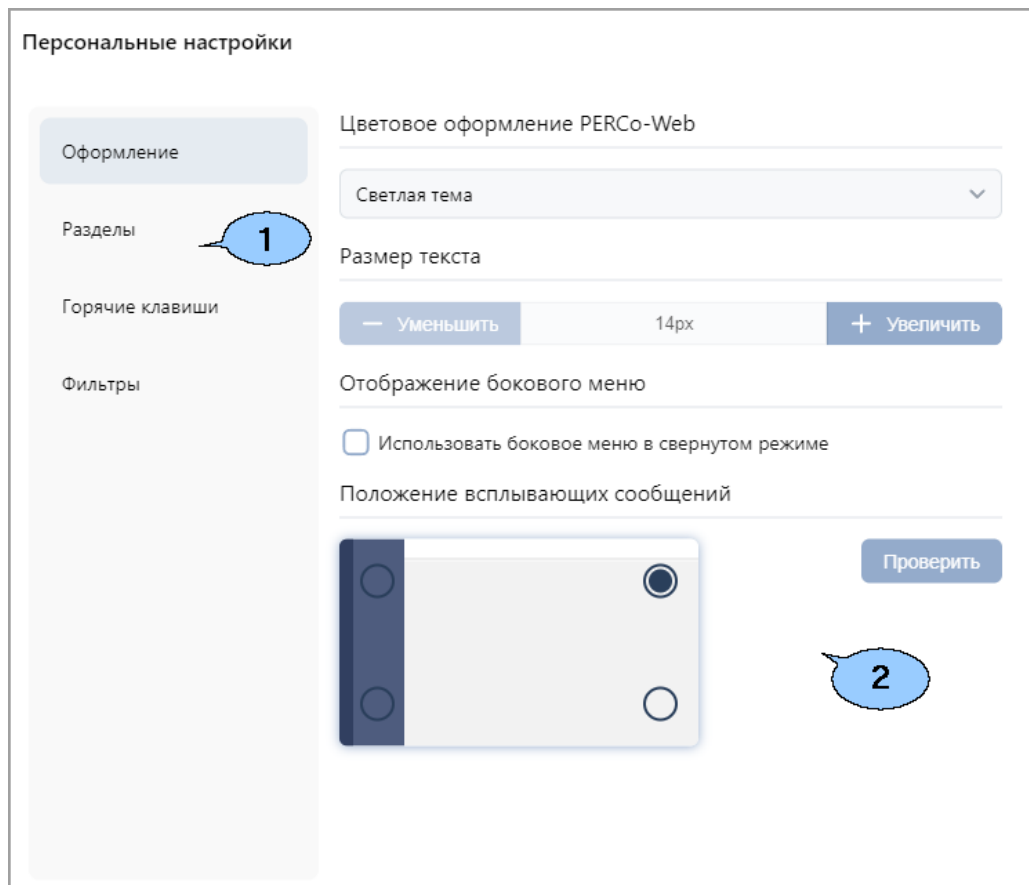 Персональные настройки
Оформление
Разделы
1
Горячие клавиши
Фильтры
Цветовое оформление PERCo-Web
Светлая тема
Размер текста
Уменьшить 14px Увеличить
Отображение бокового меню
Использовать боковое меню в свернутом режиме
Положение всплывающих сообщений
Проверить
2